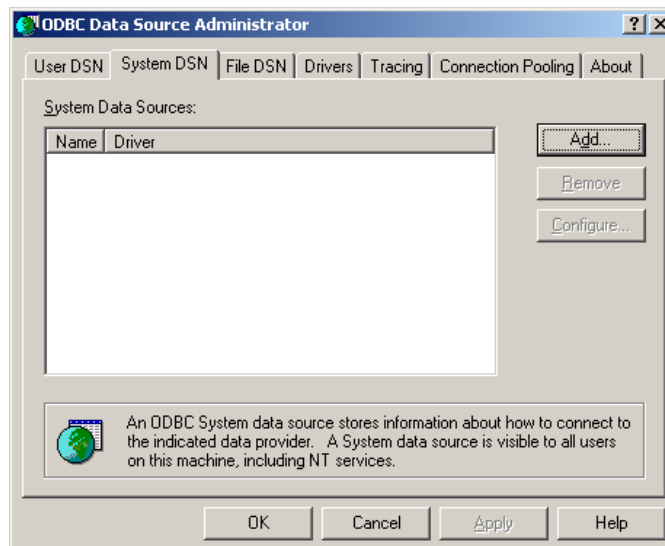 ODBC Data Source Administrator
User DSN System DSN File DSN Drivers Tracing Connection Pooling About
System Data Sources:
Name Driver
Add...
Remove
Configure...
An ODBC System data source stores information about how to connect to
the indicated data provider. A System data source is visible to all users
on this machine, including NT services.
OK Cancel Apply Help